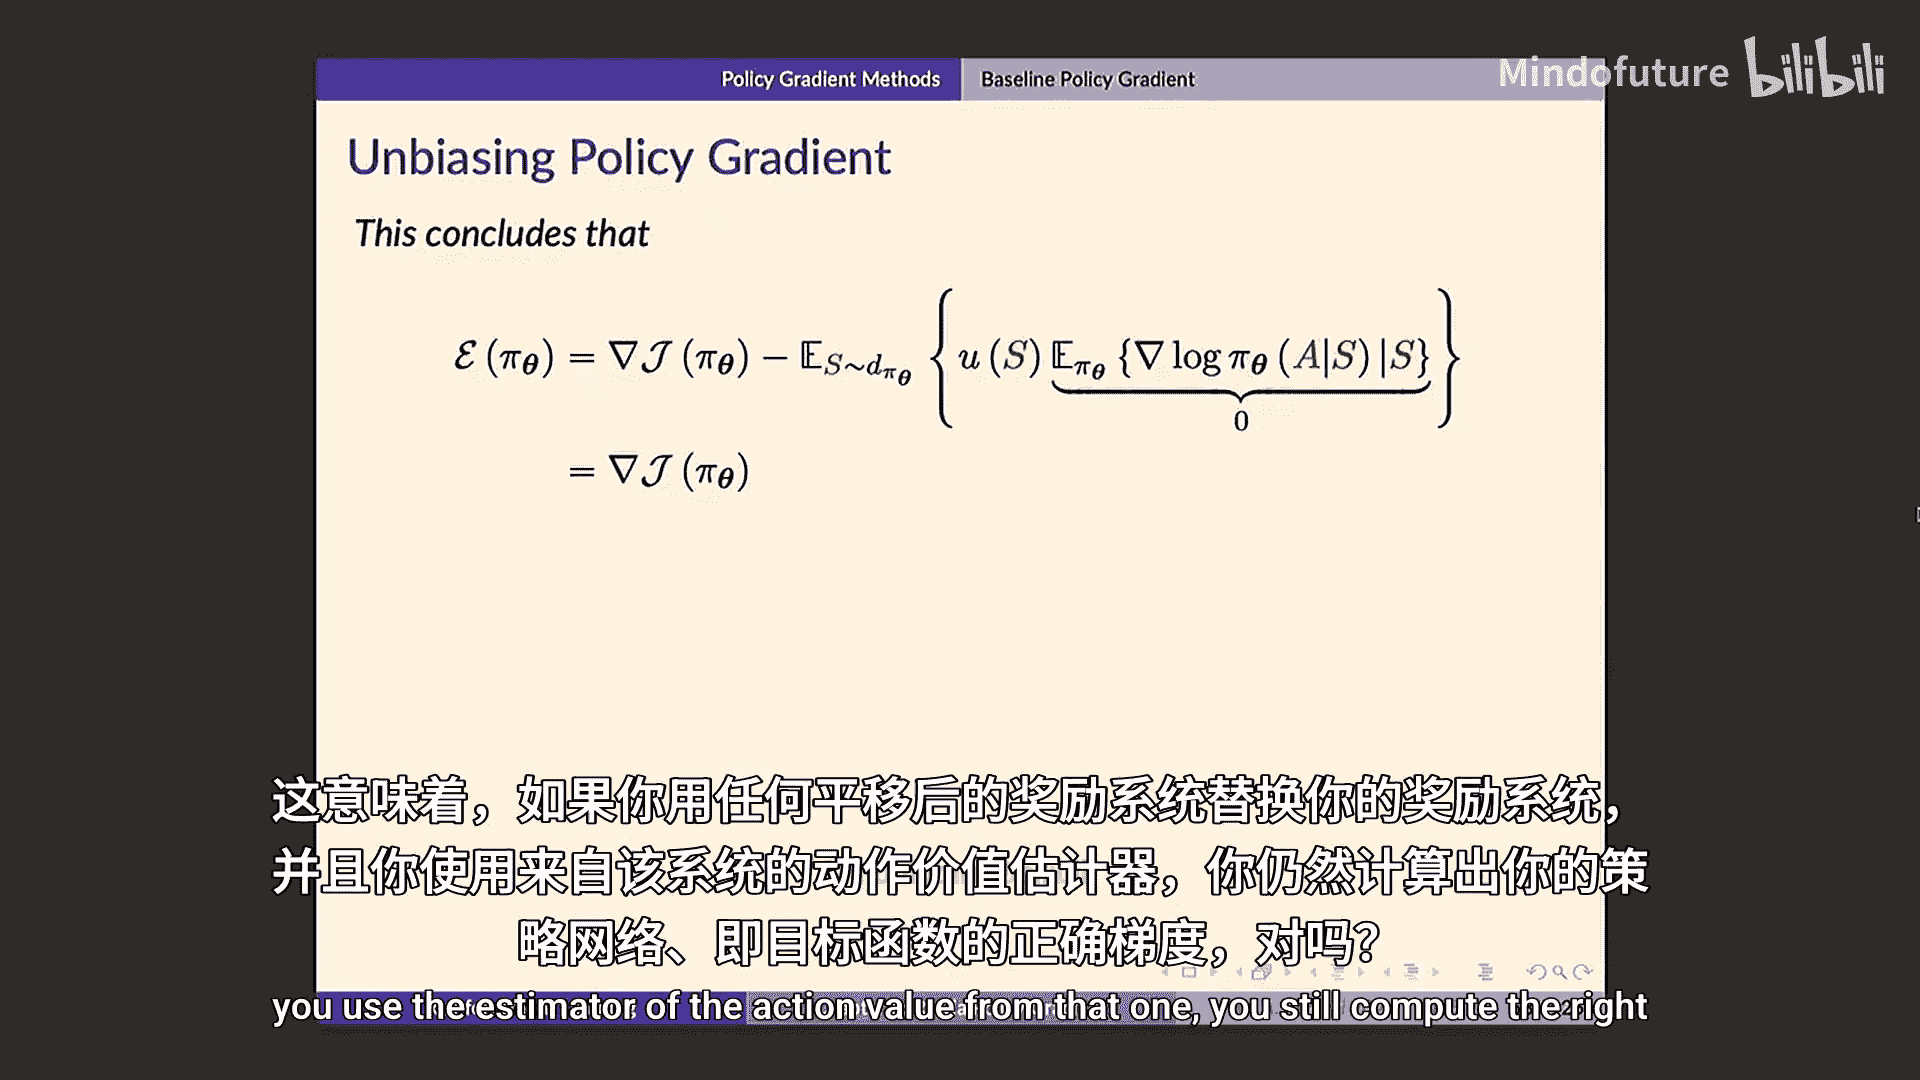 Mindofuture bilibili
Policy Gradient Methods Baseline Policy Gradient
Unbiasing Policy Gradient
This concludes that
ℰ(π_θ) = ∇𝒥(π_θ) − 𝔼_{S∼d_{π_θ}} { u(S) 𝔼_{π_θ} {∇ log π_θ (A|S) |S} }
0
= ∇𝒥(π_θ)
这意味着，如果你用任何平移后的奖励系统替换你的奖励系统，
并且你使用来自该系统的动作价值估计器，你仍然计算出你的策
略网络、即目标函数的正确梯度，对吗？
you use the estimator of the action value from that one, you still compute the right